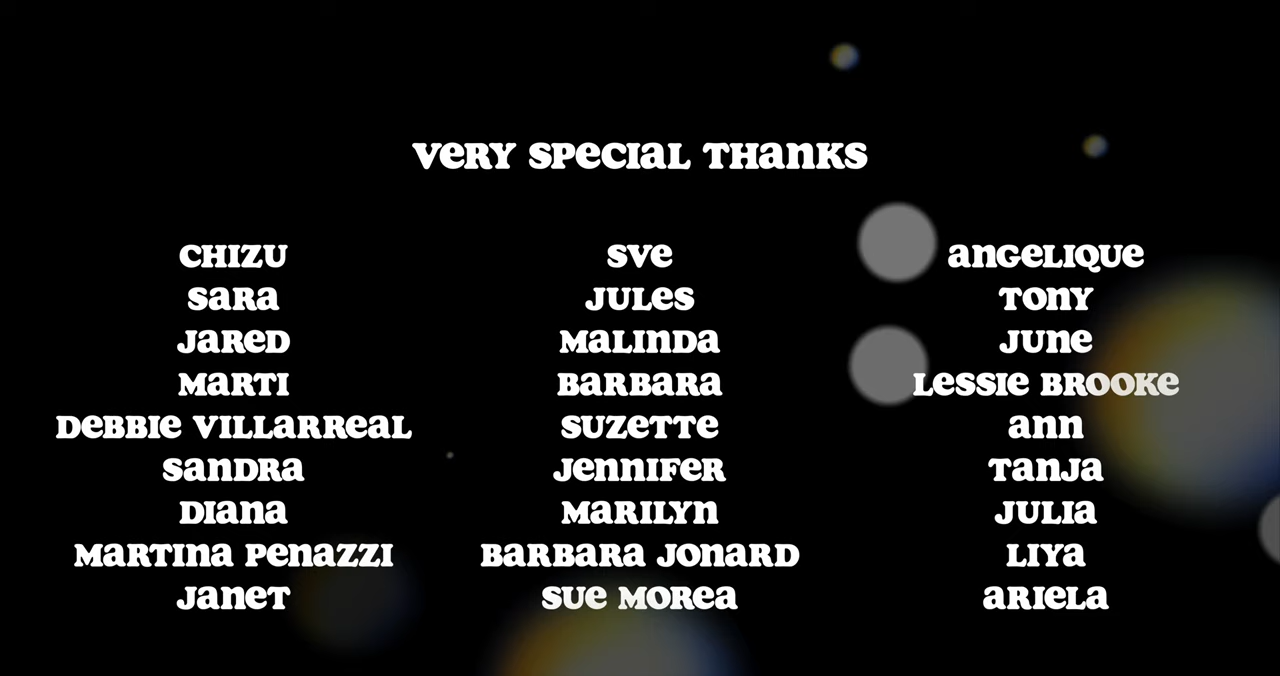 VERY SPECIAL THANKS
CHIZU
SARA
JARED
MARTI
DEBBIE VILLARREAL
SANDRA
DIANA
MARTINA PENAZZI
JANET
SVE
JULES
MALINDA
BARBARA
SUZETTE
JENNIFER
MARILYN
BARBARA JONARD
SUE MOREA
ANGELIQUE
TONY
JUNE
LESSIE BROOKE
ANN
TANJA
JULIA
LIYA
ARIELA